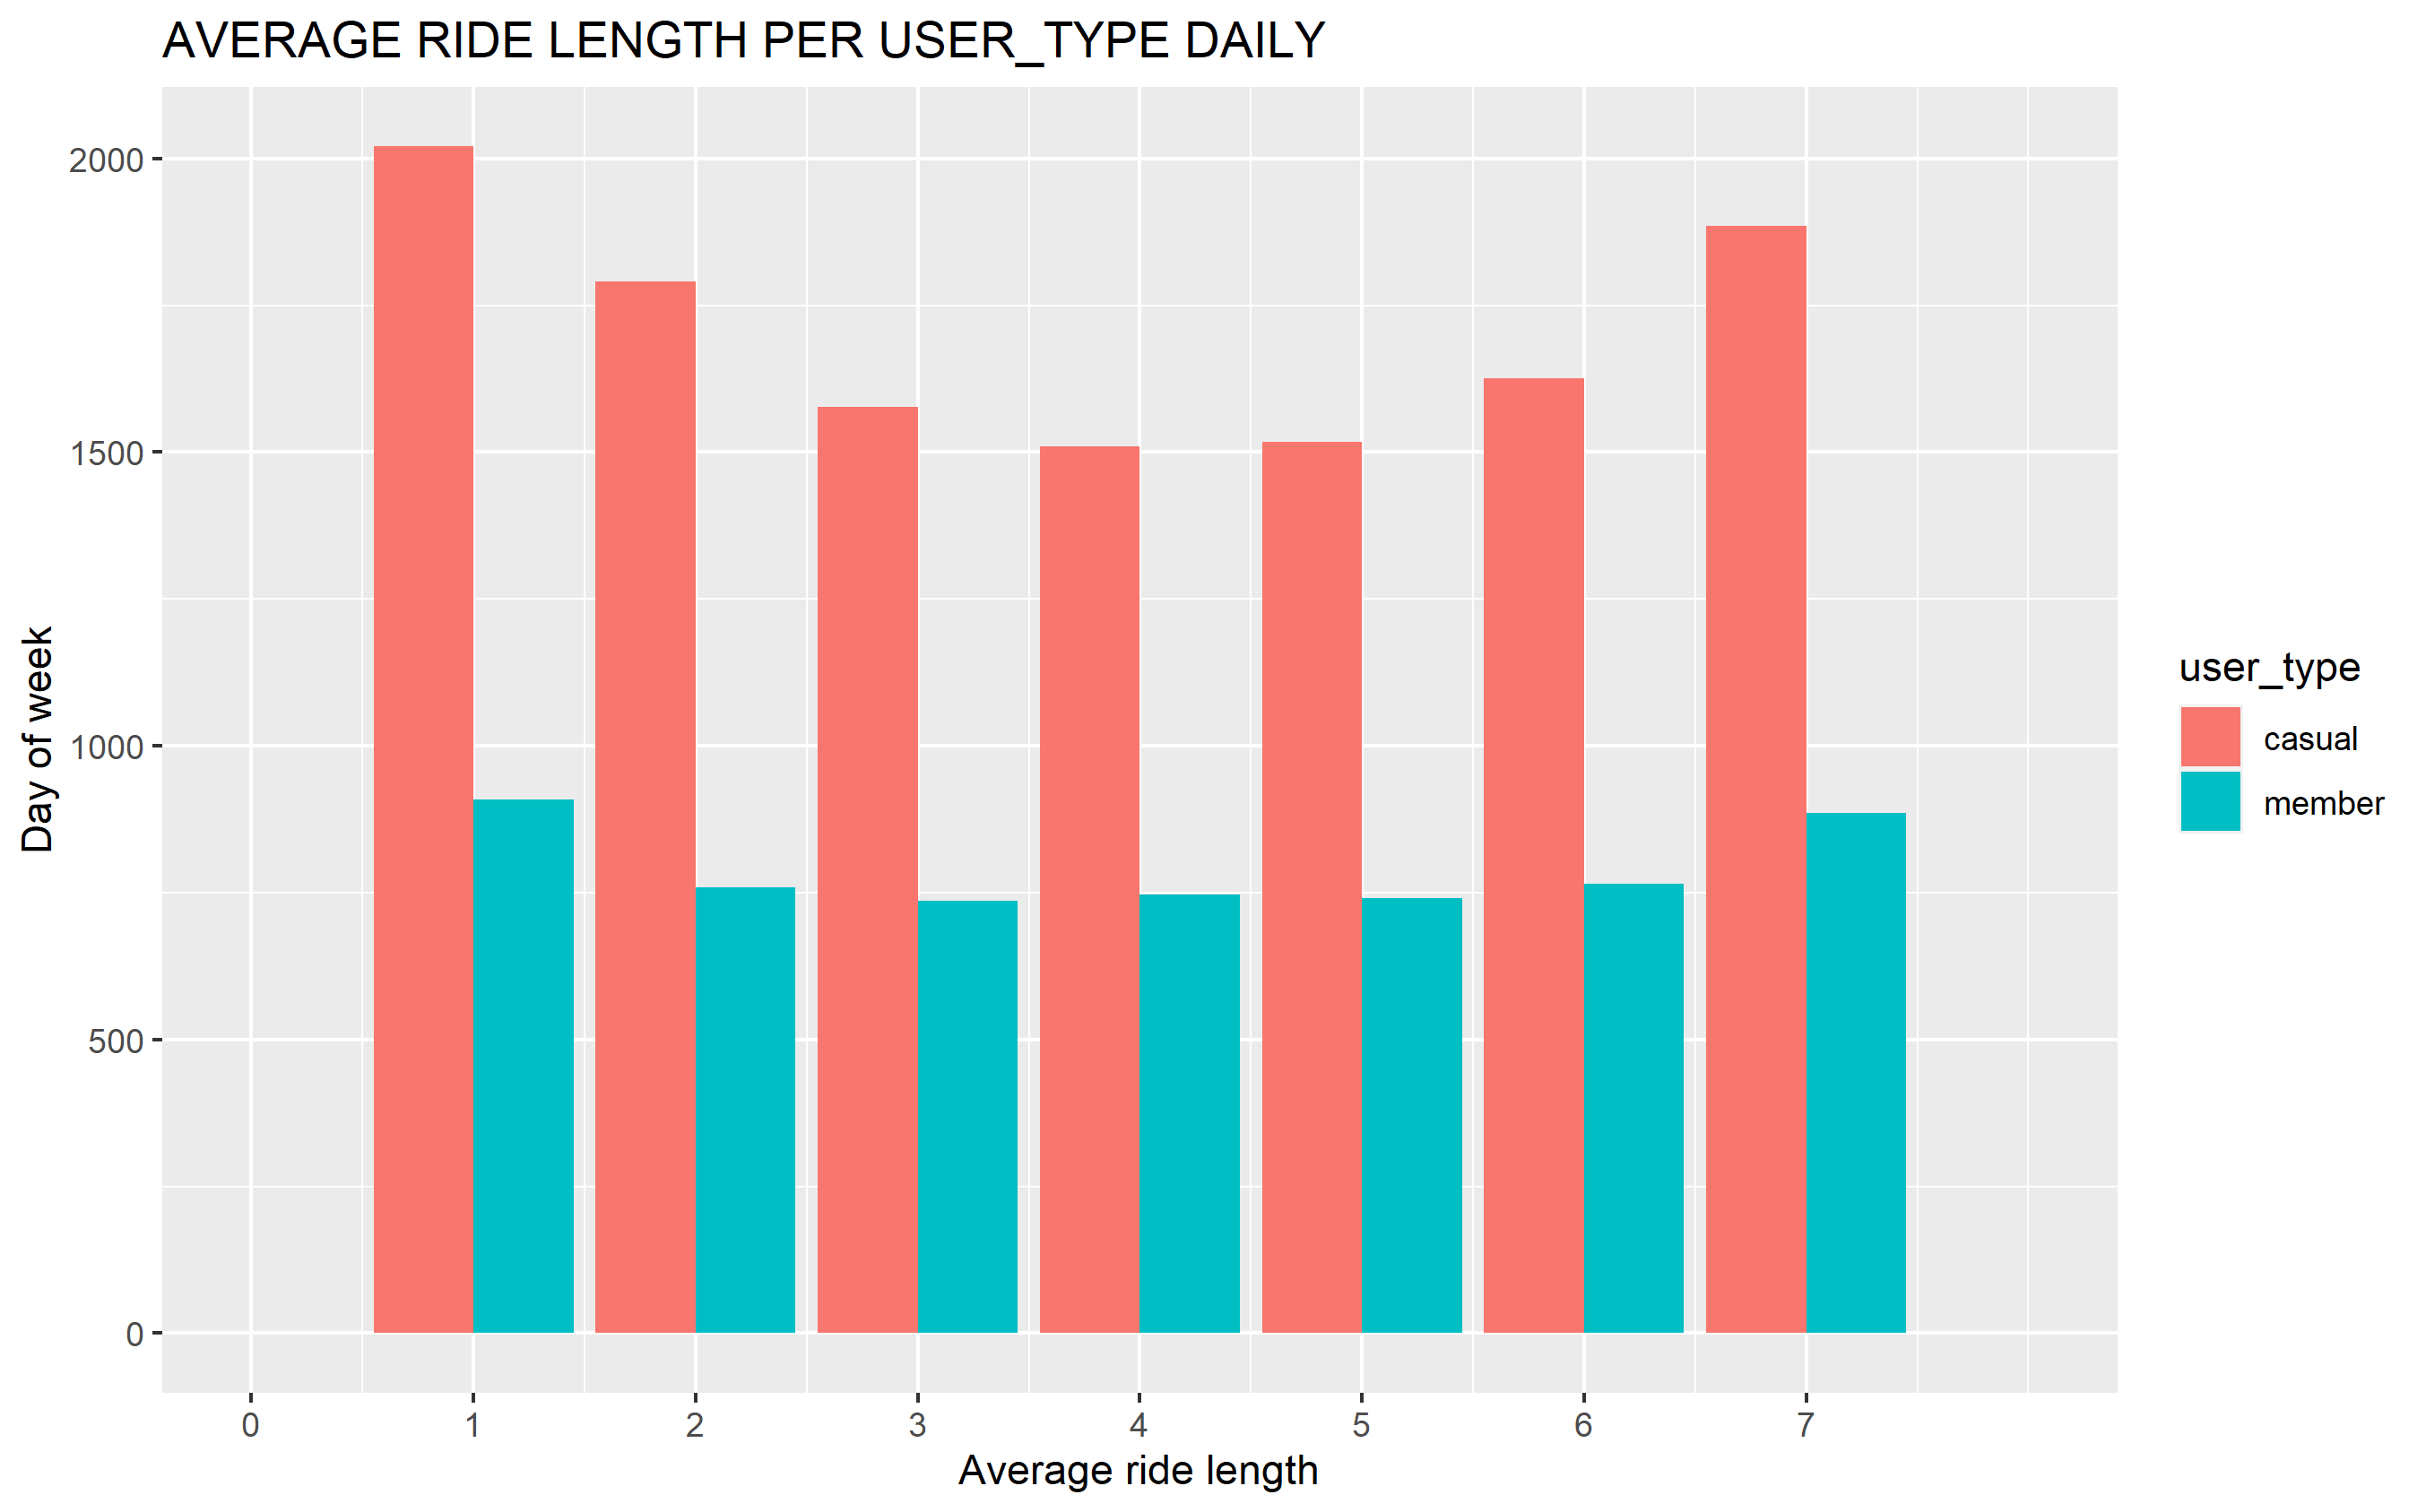 AVERAGE RIDE LENGTH PER USER_TYPE DAILY
2000
1500
1000
500
0
Day of week
0 1 2 3 4 5 6 7
Average ride length
user_type
casual
member